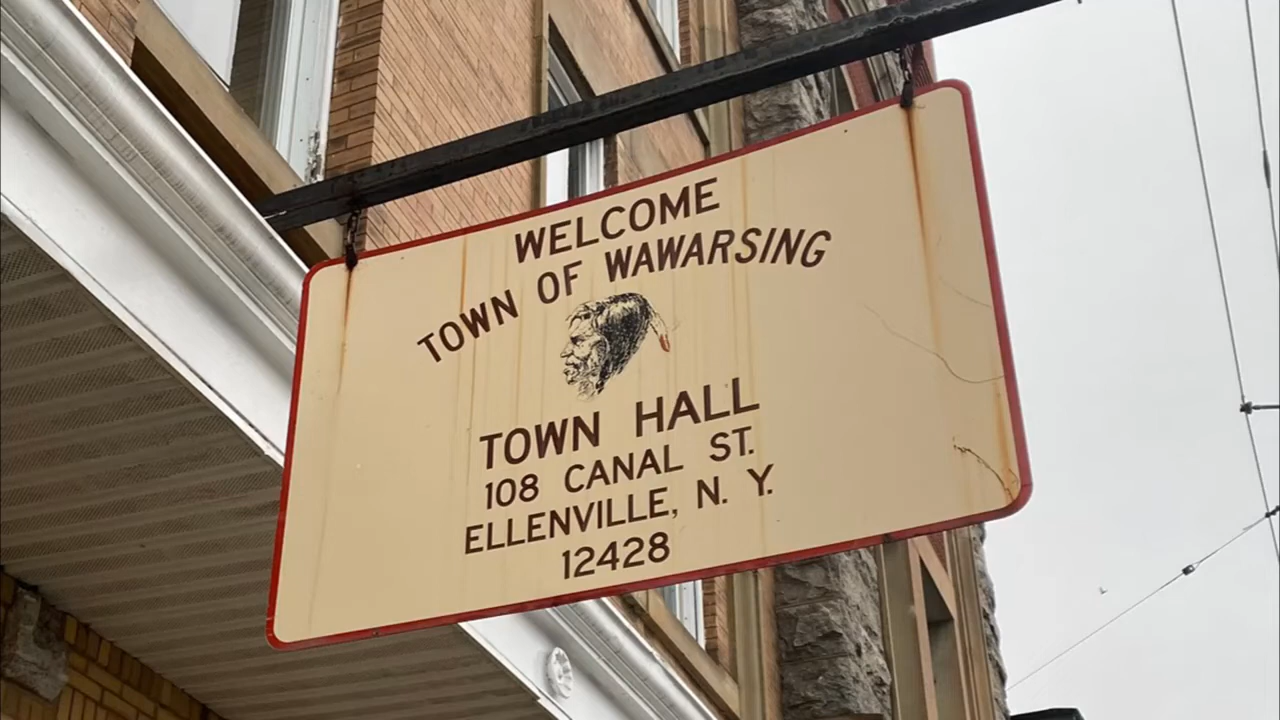 WELCOME
TOWN OF WAWARSING
TOWN HALL
108 CANAL ST.
ELLENVILLE, N. Y.
12428